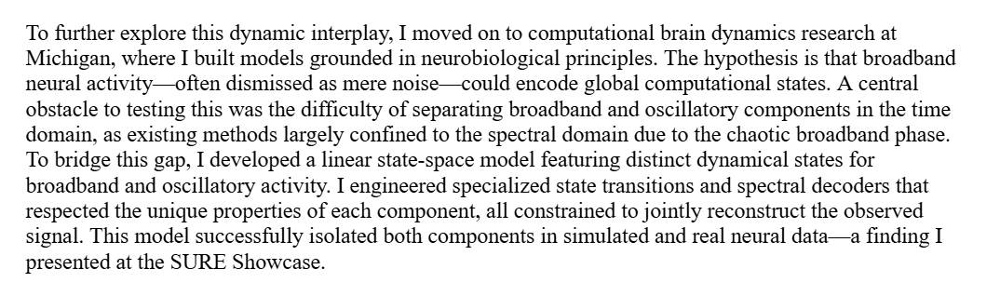 To further explore this dynamic interplay, I moved on to computational brain dynamics research at
Michigan, where I built models grounded in neurobiological principles. The hypothesis is that broadband
neural activity—often dismissed as mere noise—could encode global computational states. A central
obstacle to testing this was the difficulty of separating broadband and oscillatory components in the time
domain, as existing methods largely confined to the spectral domain due to the chaotic broadband phase.
To bridge this gap, I developed a linear state-space model featuring distinct dynamical states for
broadband and oscillatory activity. I engineered specialized state transitions and spectral decoders that
respected the unique properties of each component, all constrained to jointly reconstruct the observed
signal. This model successfully isolated both components in simulated and real neural data—a finding I
presented at the SURE Showcase.